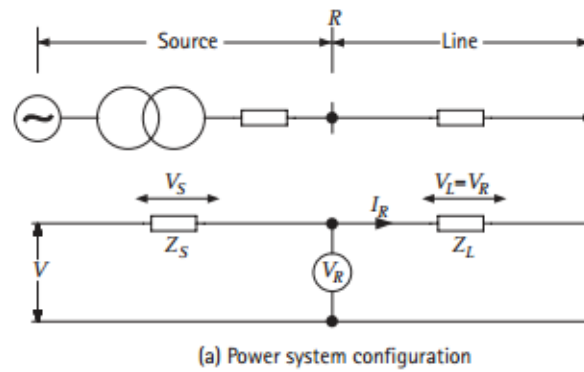 R
Source
Line
~
V_S
V_L=V_R
I_R
Z_S
Z_L
V
V_R
(a) Power system configuration